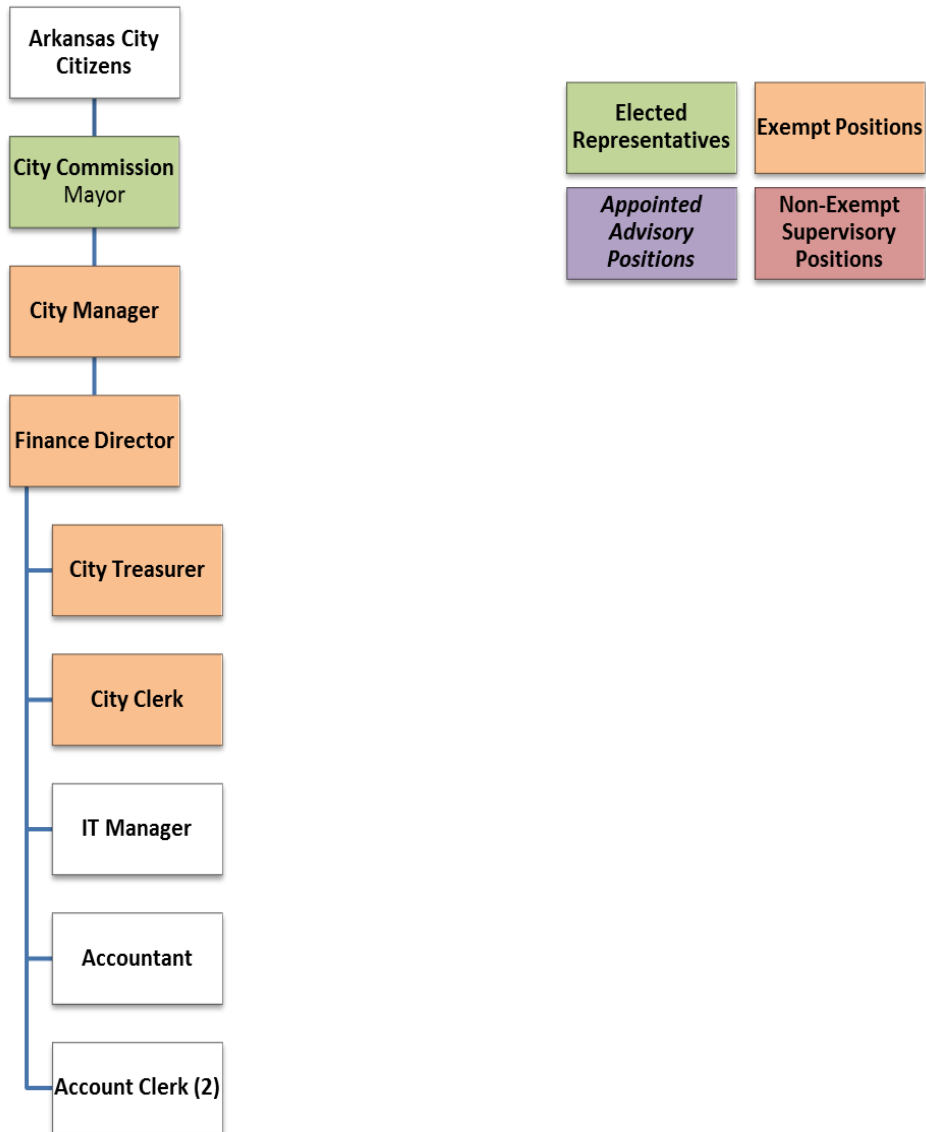 Arkansas City
Citizens
City Commission
Mayor
City Manager
Finance Director
City Treasurer
City Clerk
IT Manager
Accountant
Account Clerk (2)
Elected
Representatives
Exempt Positions
Appointed
Advisory
Positions
Non-Exempt
Supervisory
Positions